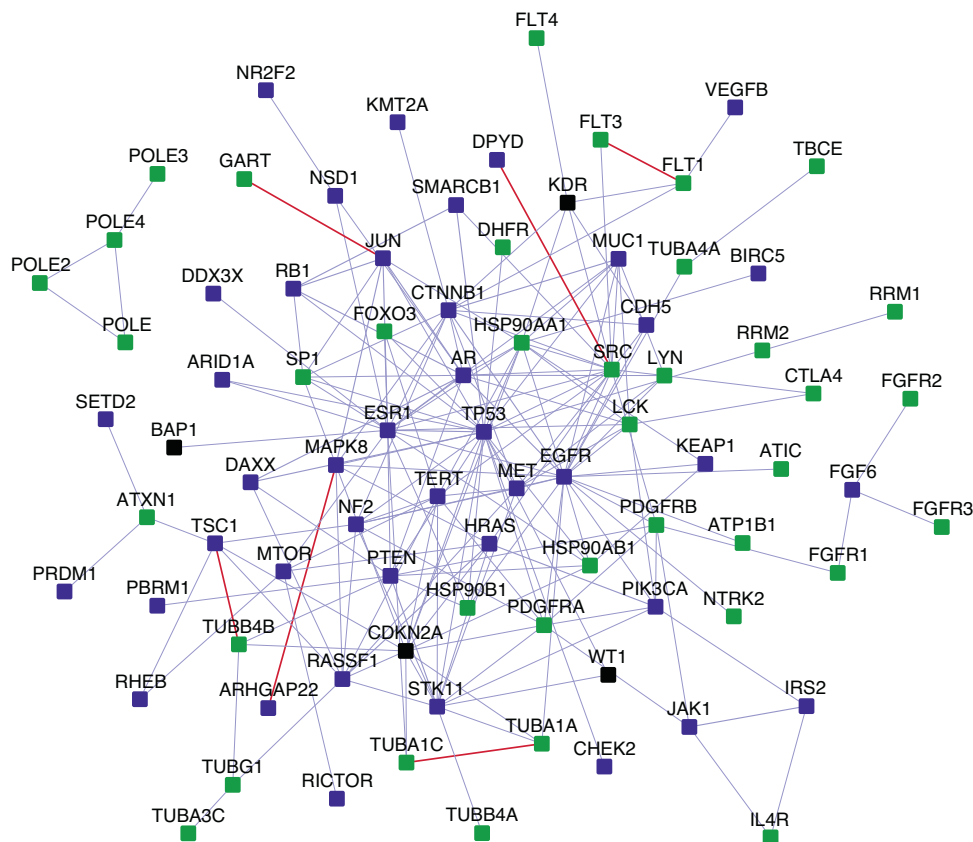 FLT4
NR2F2
KMT2A
VEGFB
FLT3
DPYD
TBCE
POLE3
GART
FLT1
NSD1
SMARCB1
KDR
POLE4
DHFR
MUC1
JUN
TUBA4A
BIRC5
POLE2
DDX3X
RB1
CTNNB1
CDH5
RRM1
FOXO3
HSP90AA1
POLE
RRM2
ARID1A
SP1
AR
SRC
LYN
CTLA4
FGFR2
SETD2
ESR1
TP53
LCK
BAP1
MAPK8
EGFR
KEAP1
ATIC
DAXX
TERT
MET
FGF6
ATXN1
TSC1
NF2
PDGFRB
FGFR3
HRAS
ATP1B1
MTOR
PTEN
HSP90AB1
FGFR1
PRDM1
PBRM1
HSP90B1
PIK3CA
NTRK2
PDGFRA
TUBB4B
CDKN2A
WT1
RASSF1
RHEB
ARHGAP22
STK11
JAK1
IRS2
TUBA1A
TUBA1C
CHEK2
TUBG1
RICTOR
TUBA3C
TUBB4A
IL4R